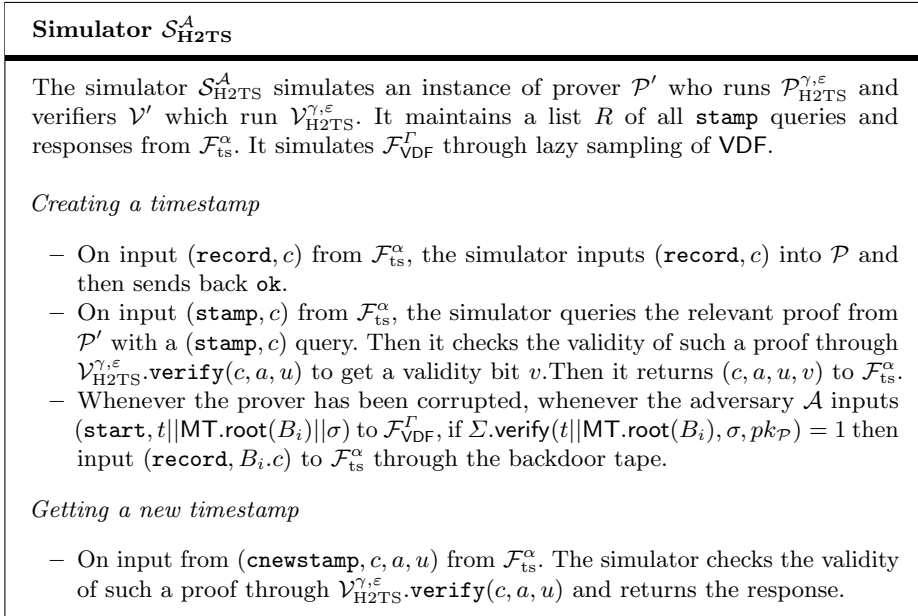 Simulator 𝒮^𝒜_H2TS
The simulator 𝒮^𝒜_H2TS simulates an instance of prover 𝒫′ who runs 𝒫^{γ,ε}_H2TS and
verifiers 𝒱′ which run 𝒱^{γ,ε}_H2TS. It maintains a list R of all stamp queries and
responses from ℱ^α_ts. It simulates ℱ^Γ_VDF through lazy sampling of VDF.
Creating a timestamp
– On input (record, c) from ℱ^α_ts, the simulator inputs (record, c) into 𝒫 and
then sends back ok.
– On input (stamp, c) from ℱ^α_ts, the simulator queries the relevant proof from
𝒫′ with a (stamp, c) query. Then it checks the validity of such a proof through
𝒱^{γ,ε}_H2TS.verify(c, a, u) to get a validity bit v.Then it returns (c, a, u, v) to ℱ^α_ts.
– Whenever the prover has been corrupted, whenever the adversary 𝒜 inputs
(start, t||MT.root(B_i)||σ) to ℱ^Γ_VDF, if Σ.verify(t||MT.root(B_i), σ, pk_𝒫) = 1 then
input (record, B_i.c) to ℱ^α_ts through the backdoor tape.
Getting a new timestamp
– On input from (cnewstamp, c, a, u) from ℱ^α_ts. The simulator checks the validity
of such a proof through 𝒱^{γ,ε}_H2TS.verify(c, a, u) and returns the response.